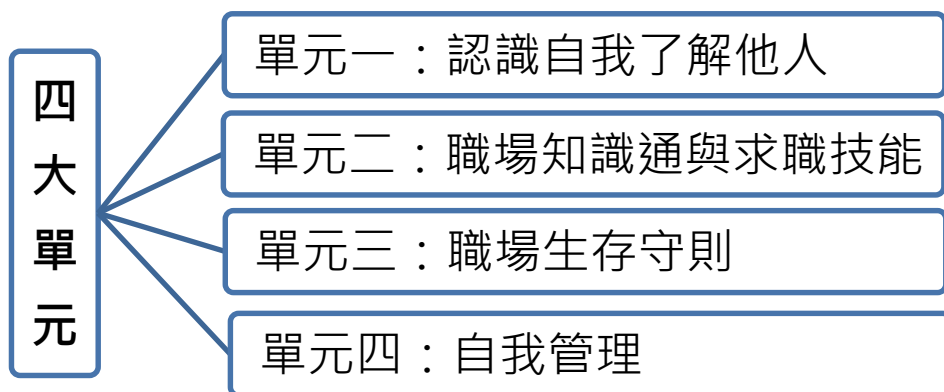 四大單元
單元一：認識自我了解他人
單元二：職場知識通與求職技能
單元三：職場生存守則
單元四：自我管理